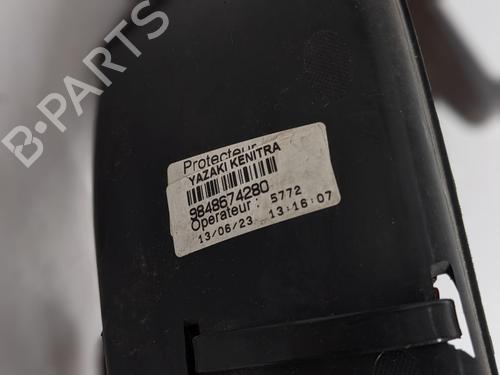 B-PARTS
Protecteur
YAZAKI KENITRA
9848674280
Operateur : 5772
13/06/23 13:16:07